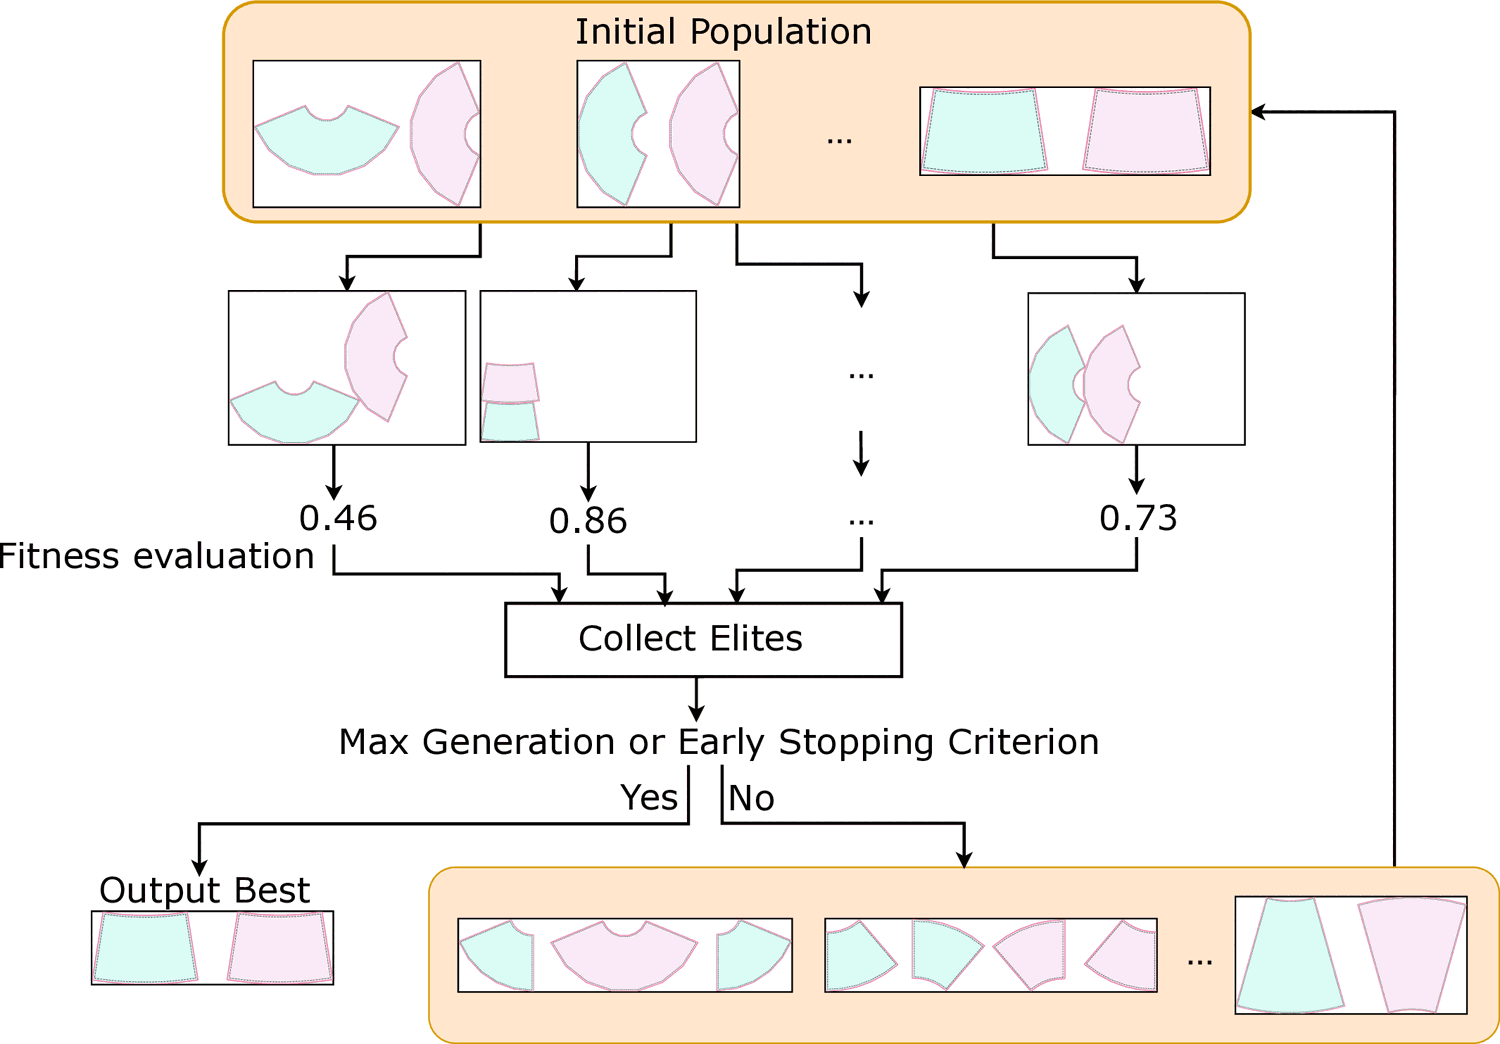 Initial Population
...
...
0.46
0.86
...
0.73
Fitness evaluation
Collect Elites
Max Generation or Early Stopping Criterion
Yes
No
Output Best
...